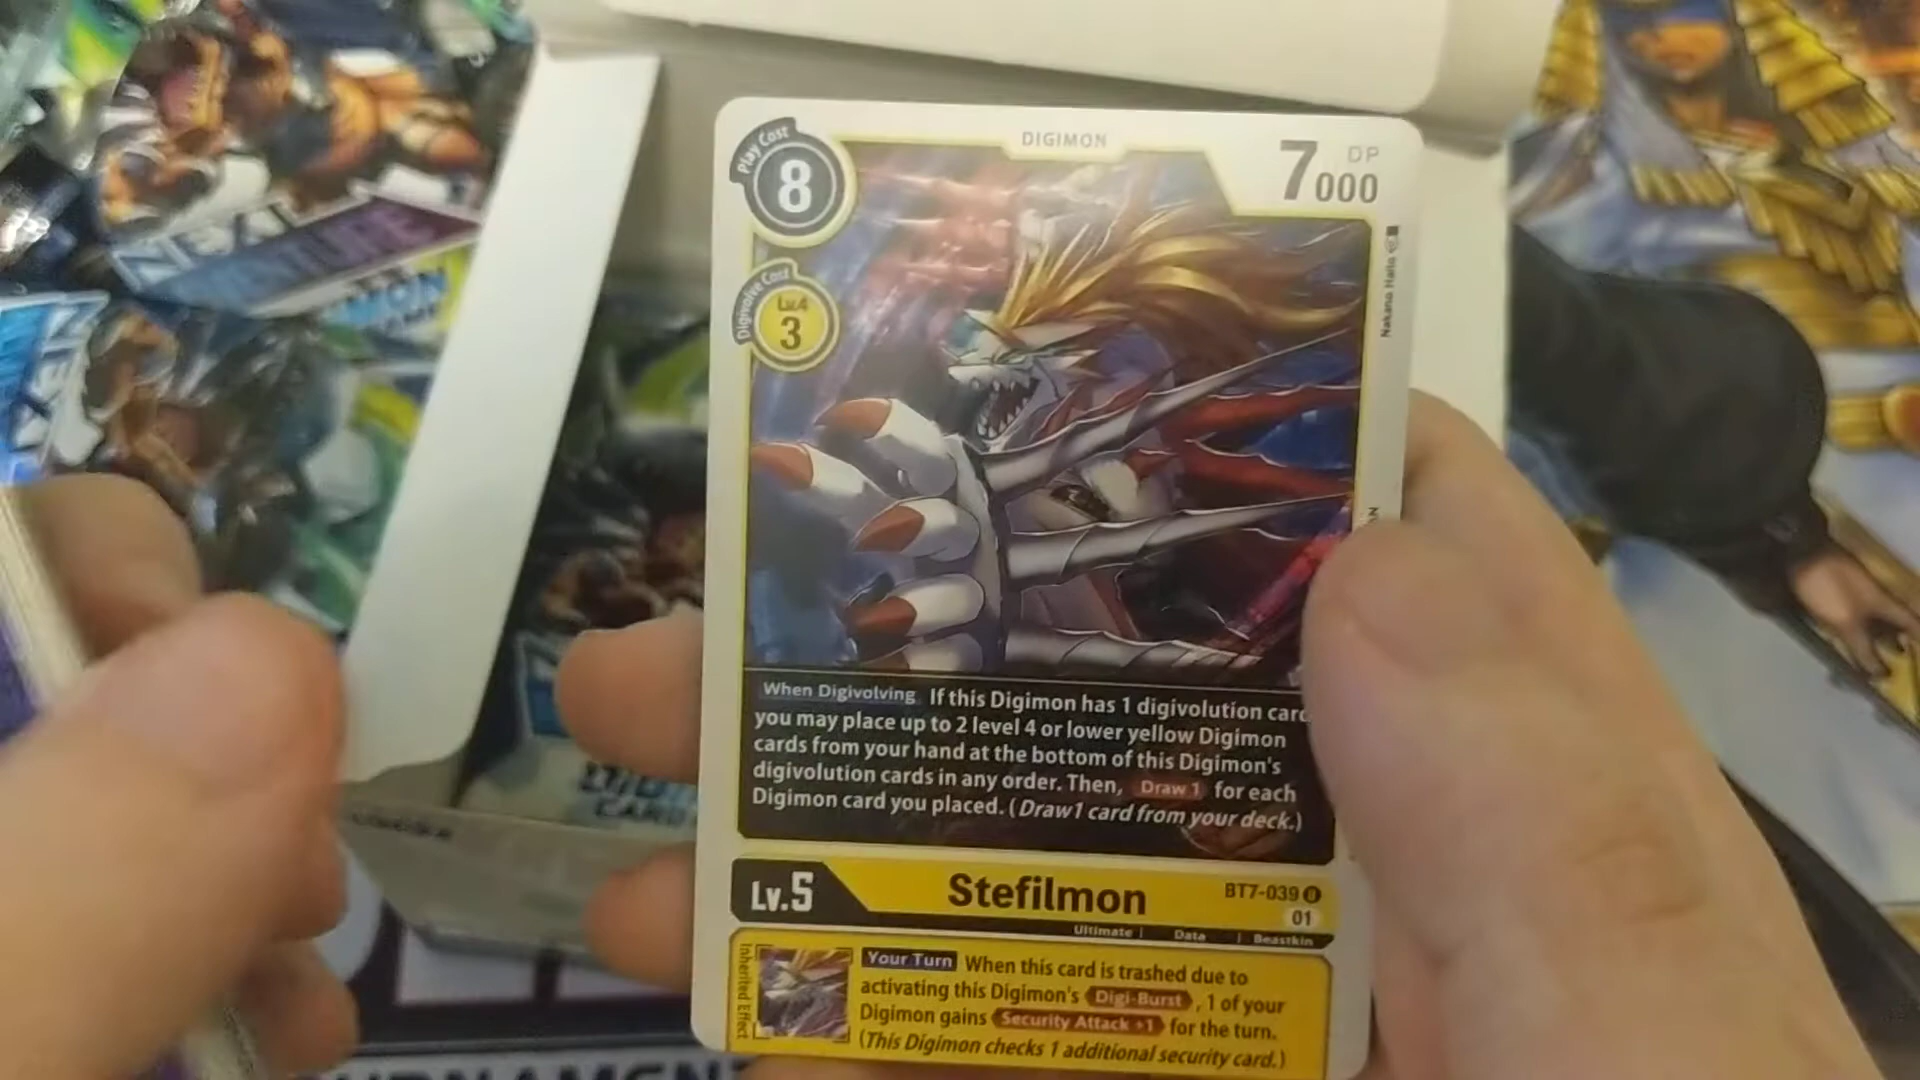 DIGIMON
Play Cost
8
DP
7000
Digivolve Cost
Lv.4
3
Nakano Haito
When Digivolving If this Digimon has 1 digivolution card
you may place up to 2 level 4 or lower yellow Digimon
cards from your hand at the bottom of this Digimon's
digivolution cards in any order. Then, Draw 1 for each
Digimon card you placed. (Draw 1 card from your deck.)
Lv.5
Stefilmon
BT7-039 U
01
Ultimate | Data | Beastkin
Inherited Effect
Your Turn When this card is trashed due to
activating this Digimon's Digi-Burst, 1 of your
Digimon gains Security Attack +1 for the turn.
(This Digimon checks 1 additional security card.)
NEXT